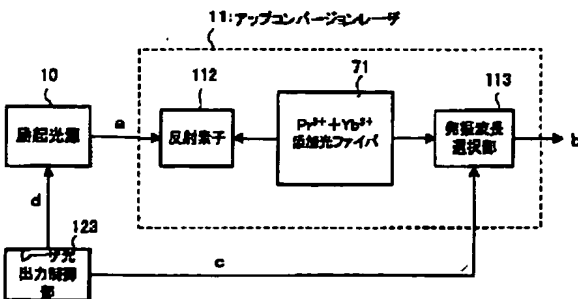 11:アップコンバージョンレーザ
10
励起光源
a
112
反射素子
71
Pr³⁺+Yb³⁺
添加光ファイバ
113
発振波長
選択部
b
d
123
レーザ光
出力制御
部
c